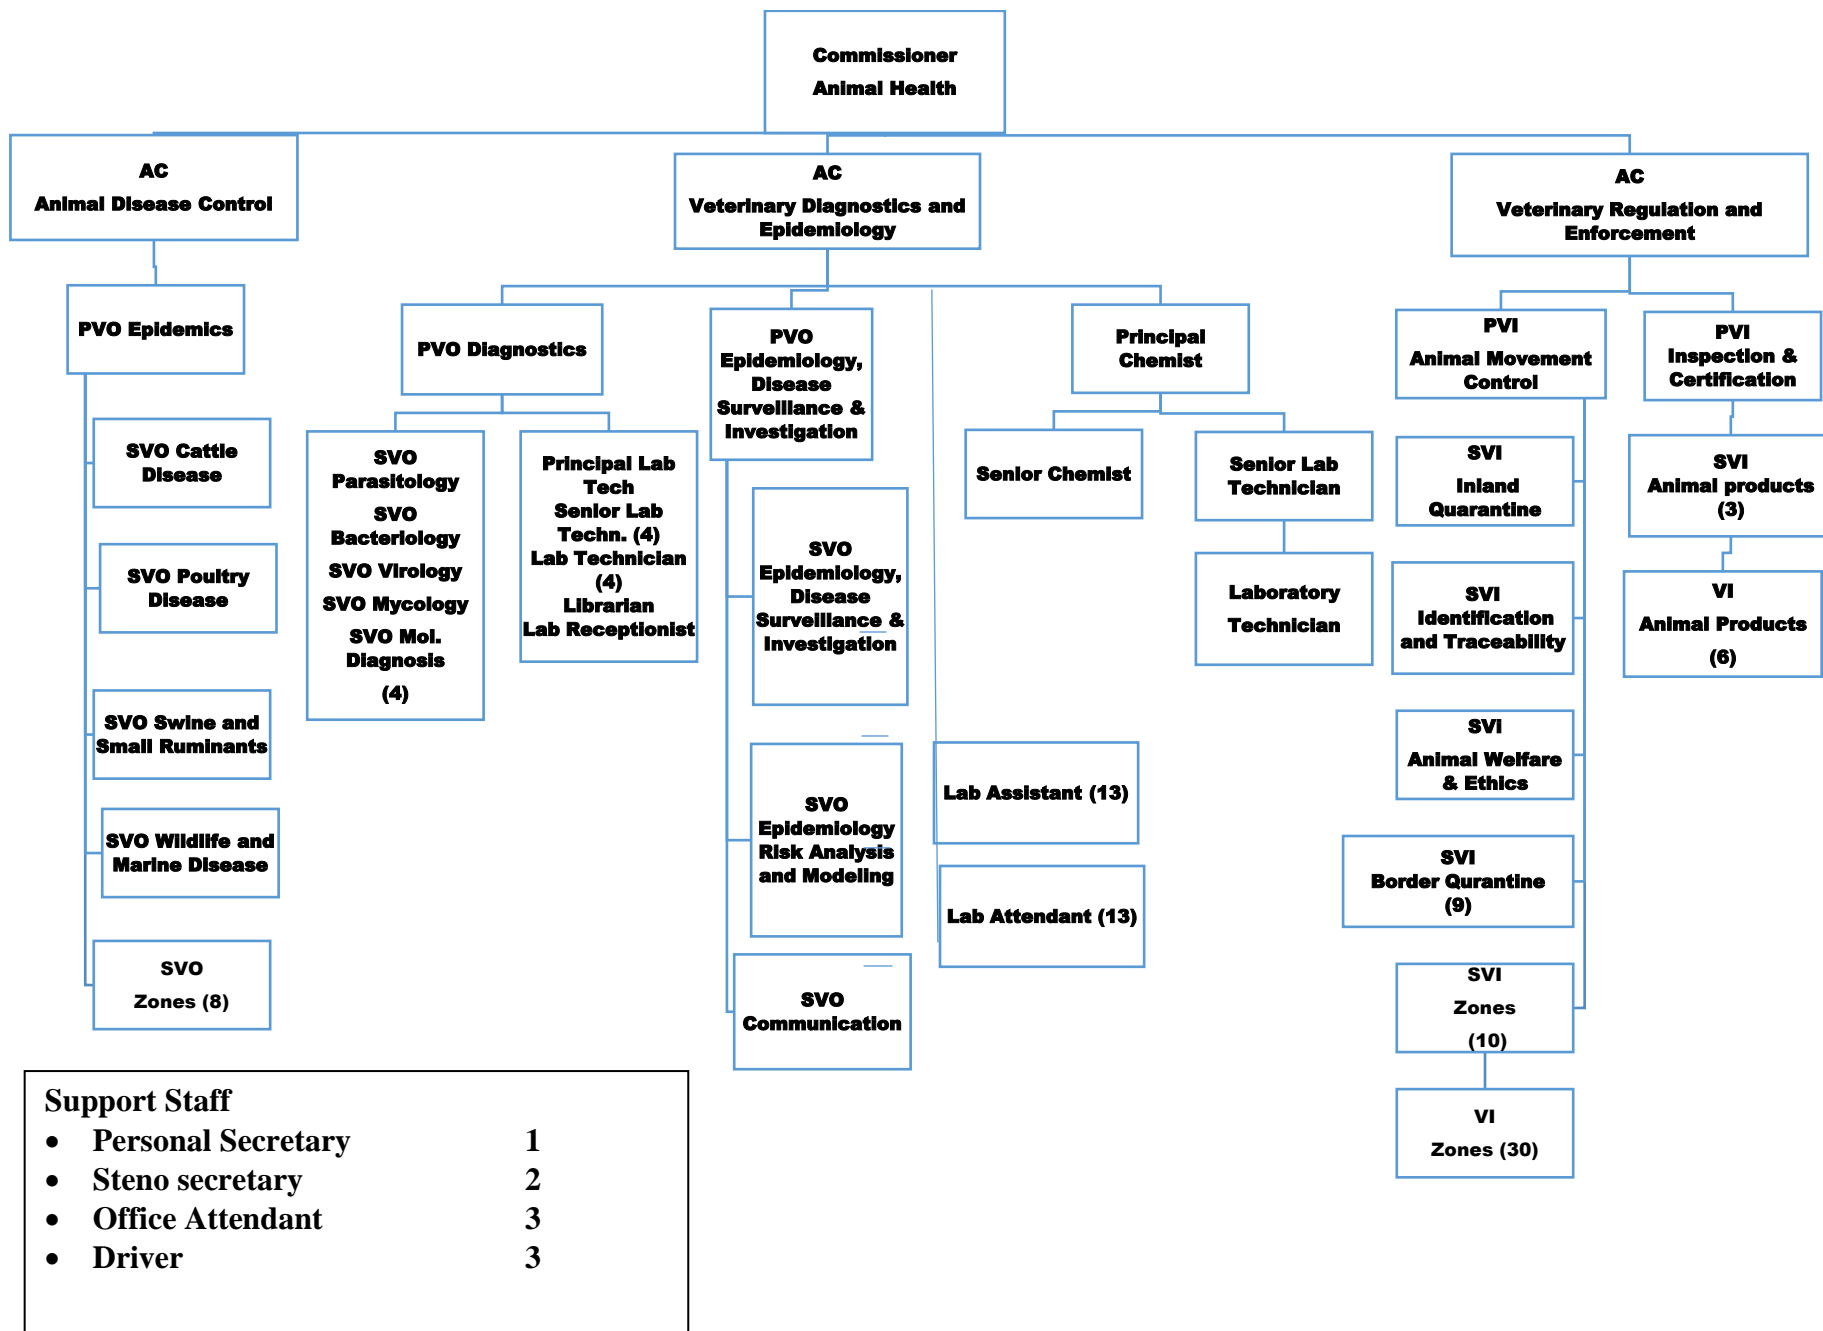 Commissioner
Animal Health
AC
Animal Disease Control
AC
Veterinary Diagnostics and
Epidemiology
AC
Veterinary Regulation and
Enforcement
PVO Epidemics
PVO Diagnostics
PVO
Epidemiology,
Disease
Surveillance &
Investigation
Principal
Chemist
PVI
Animal Movement
Control
PVI
Inspection &
Certification
SVO Cattle
Disease
SVO Poultry
Disease
SVO Swine and
Small Ruminants
SVO Wildlife and
Marine Disease
SVO
Zones (8)
SVO
Parasitology
SVO
Bacteriology
SVO Virology
SVO Mycology
SVO Mol.
Diagnosis
(4)
Principal Lab
Tech
Senior Lab
Techn. (4)
Lab Technician
(4)
Librarian
Lab Receptionist
SVO
Epidemiology,
Disease
Surveillance &
Investigation
SVO
Epidemiology
Risk Analysis
and Modeling
SVO
Communication
Senior Chemist
Senior Lab
Technician
Laboratory
Technician
Lab Assistant (13)
Lab Attendant (13)
SVI
Inland
Quarantine
SVI
Identification
and Traceability
SVi
Animal Welfare
& Ethics
SVI
Border Qurantine
(9)
SVI
Zones
(10)
VI
Zones (30)
SVI
Animal products
(3)
VI
Animal Products
(6)
Support Staff
• Personal Secretary 1
• Steno secretary 2
• Office Attendant 3
• Driver 3